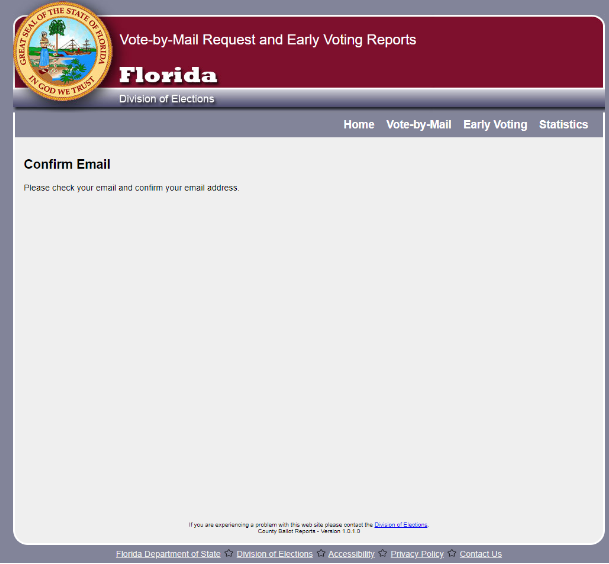 GREAT SEAL OF THE STATE OF FLORIDA
IN GOD WE TRUST
Vote-by-Mail Request and Early Voting Reports
Florida
Division of Elections
Home Vote-by-Mail Early Voting Statistics
Confirm Email
Please check your email and confirm your email address.
If you are experiencing a problem with this web site please contact the Division of Elections.
County Ballot Reports - Version 1.0.1.0
Florida Department of State ☆ Division of Elections ☆ Accessibility ☆ Privacy Policy ☆ Contact Us